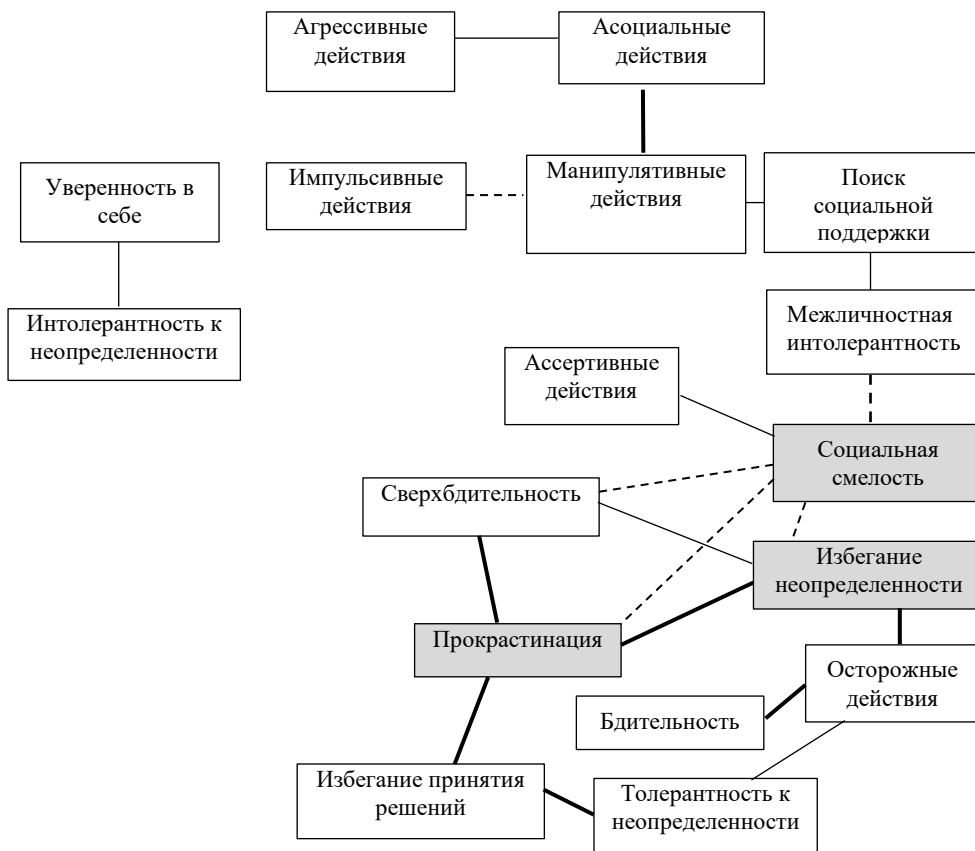 Агрессивные
действия
Асоциальные
действия
Уверенность в
себе
Импульсивные
действия
Манипулятивные
действия
Поиск
социальной
поддержки
Интолерантность к
неопределенности
Межличностная
интолерантность
Ассертивные
действия
Социальная
смелость
Сверхбдительность
Избегание
неопределенности
Прокрастинация
Осторожные
действия
Бдительность
Избегание принятия
решений
Толерантность к
неопределенности